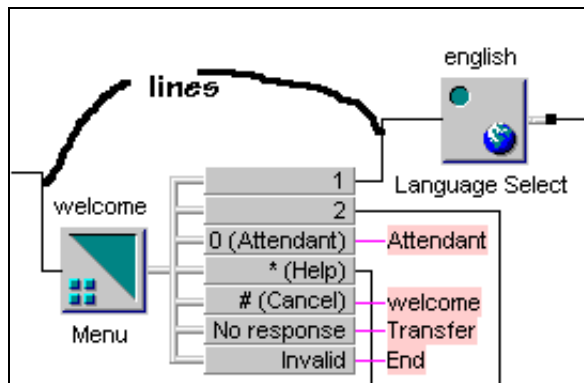 english
lines
Language Select
welcome
Menu
1
2
0 (Attendant)
Attendant
* (Help)
# (Cancel)
welcome
No response
Transfer
Invalid
End